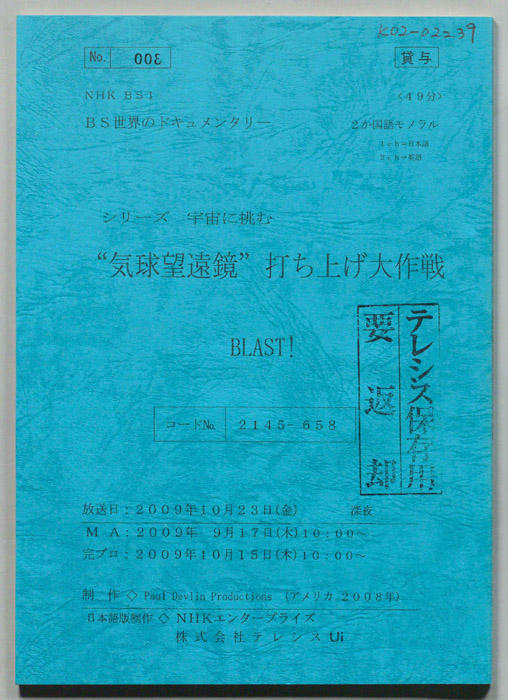 K02-02239
No. 008
貸与
NHK BS1
〈49分〉
BS世界のドキュメンタリー
2か国語モノラル
1ch=日本語
2ch=英語
シリーズ 宇宙に挑む
“気球望遠鏡”打ち上げ大作戦
BLAST!
テレシス保存用
要返却
コードNo. 2145-658
放送日:2009年10月23日(金) 深夜
MA:2009年 9月17日(木)10:00~
完プロ:2009年10月15日(木)10:00~
制 作◇ Paul Devlin Productions (アメリカ 2008年)
日本語版制作◇NHKエンタープライズ
株式会社テレシスUi